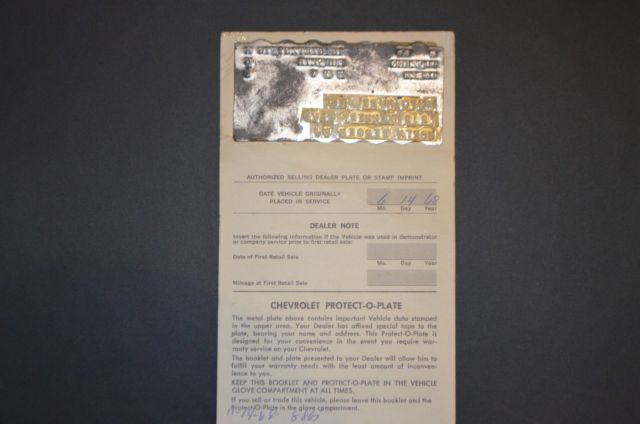 AUTHORIZED SELLING DEALER PLATE OR STAMP IMPRINT
DATE VEHICLE ORIGINALLY
PLACED IN SERVICE
6 14 68
Mo. Day Year
DEALER NOTE
Insert the following information if the Vehicle was used in demonstrator
or company service prior to first retail sale:
Date of First Retail Sale
Mo. Day Year
Mileage at First Retail Sale
CHEVROLET PROTECT-O-PLATE
The metal plate above contains important Vehicle data stamped
in the upper area. Your Dealer has affixed special tape to the
plate, bearing your name and address. This Protect-O-Plate is
designed for your convenience in the event you require war-
ranty service on your Chevrolet.
The booklet and plate presented to your Dealer will allow him to
fulfill your warranty needs with the least amount of inconven-
ience to you.
KEEP THIS BOOKLET AND PROTECT-O-PLATE IN THE VEHICLE
GLOVE COMPARTMENT AT ALL TIMES.
If you sell or trade this vehicle, please leave this booklet and the
Protect-O-Plate in the glove compartment.